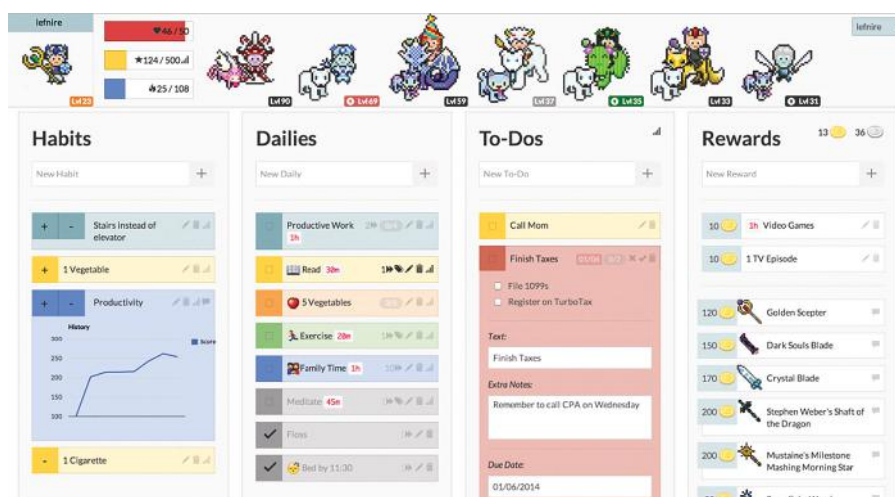 lefnire
46 / 50
124 / 500
25 / 108
Lvl 23
Lvl 90
Lvl 69
Lvl 59
Lvl 37
Lvl 35
Lvl 33
Lvl 31
lefnire
Habits
New Habit
+
+ - Stairs instead of
elevator
+ 1 Vegetable
+ - Productivity
History
300
250
200
150
100
Score
- 1 Cigarette
Dailies
New Daily
+
Productive Work
1h
Read 30m
5 Vegetables
Exercise 20m
Family Time 1h
Meditate 45m
Floss
Bed by 11:30
To-Dos
New To-Do
+
Call Mom
Finish Taxes 01/06 0/2
File 1099s
Register on TurboTax
Text:
Finish Taxes
Extra Notes:
Remember to call CPA on Wednesday
Due Date:
01/06/2014
Rewards
13 36
New Reward
+
10 1h Video Games
10 1 TV Episode
120 Golden Scepter
150 Dark Souls Blade
170 Crystal Blade
200 Stephen Weber's Shaft of
the Dragon
200 Mustaine's Milestone
Mashing Morning Star